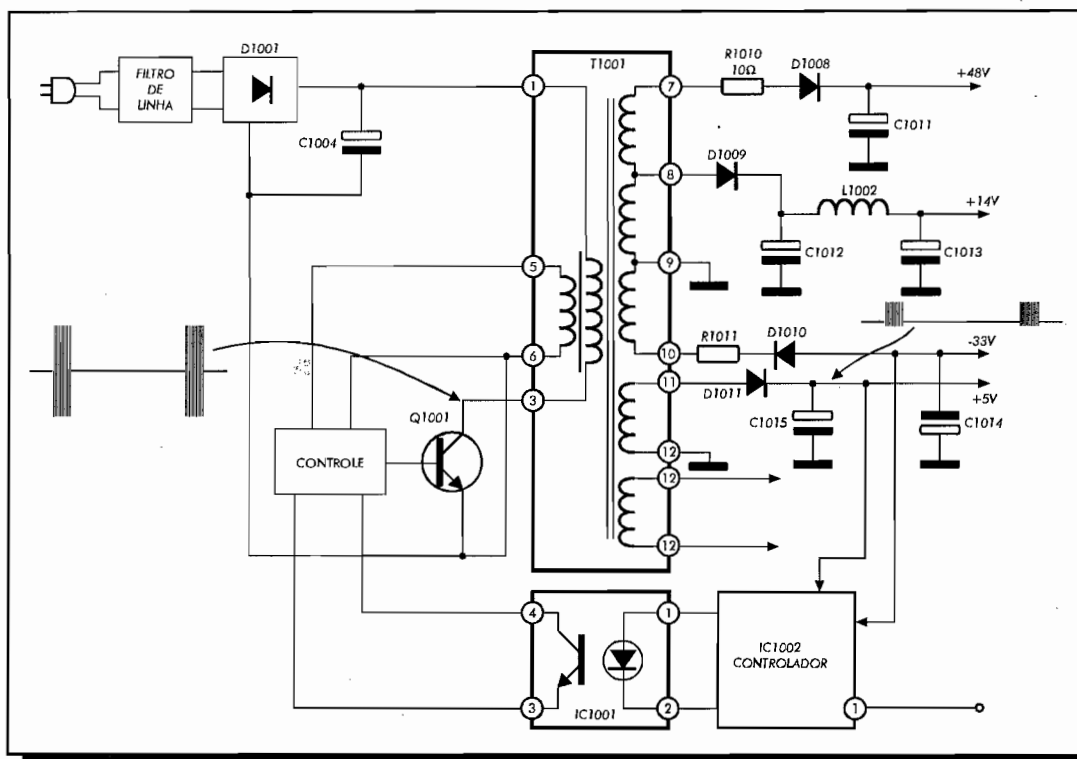 D1001
FILTRO
DE
LINHA
C1004
T1001
1
5
6
3
7
8
9
10
11
12
12
12
R1010
10Ω
D1008
+48V
C1011
D1009
L1002
+14V
C1012
C1013
R1011
D1010
-33V
D1011
+5V
C1015
C1014
Q1001
CONTROLE
4
3
1
2
IC1001
IC1002
CONTROLADOR
1